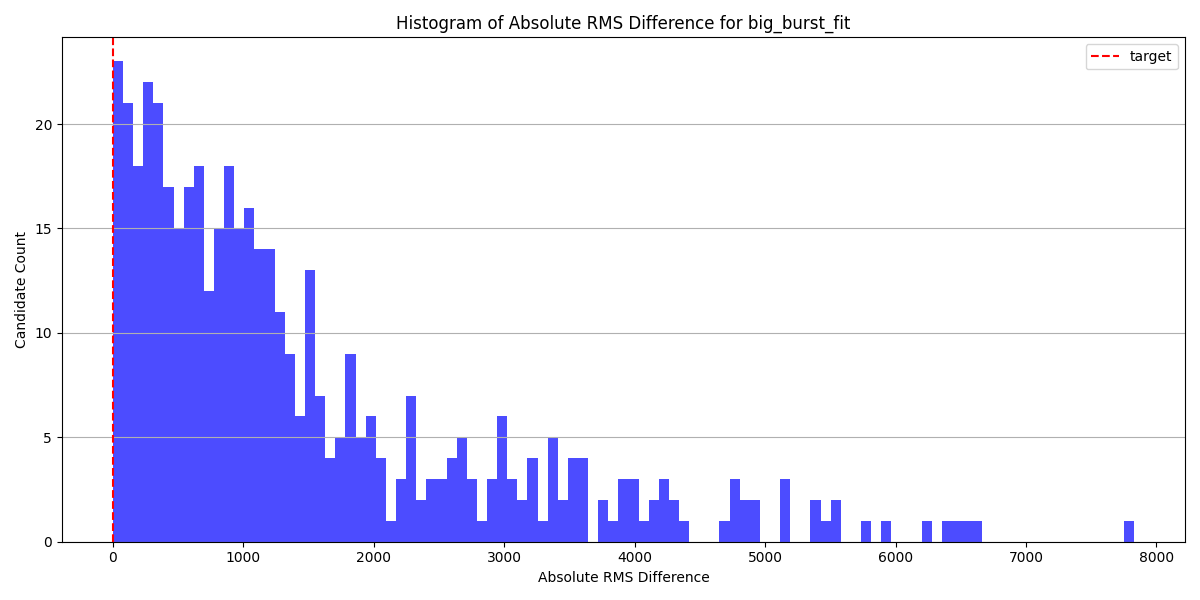 Histogram of Absolute RMS Difference for big_burst_fit
target
Candidate Count
20
15
10
5
0
0 1000 2000 3000 4000 5000 6000 7000 8000
Absolute RMS Difference